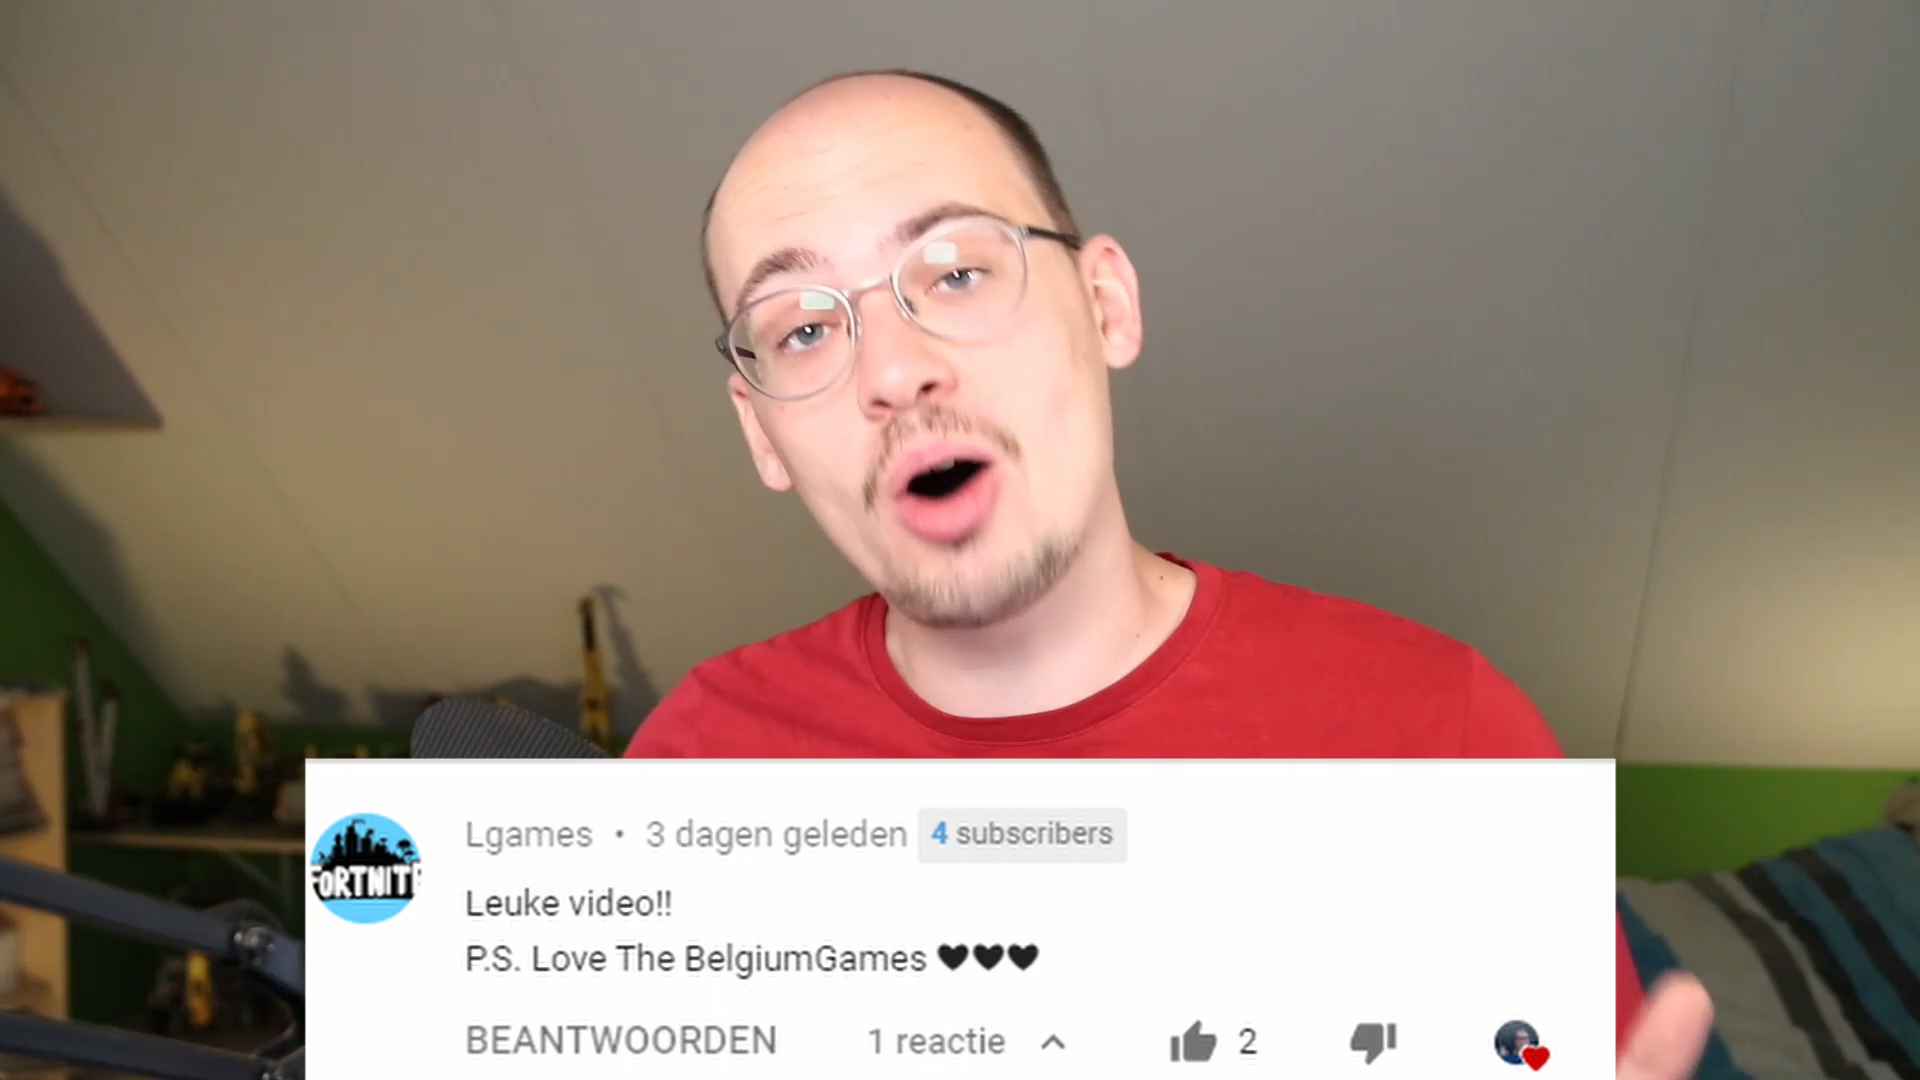 Lgames • 3 dagen geleden 4 subscribers
FORTNITE
Leuke video!!
P.S. Love The BelgiumGames 🖤🖤🖤
BEANTWOORDEN 1 reactie 2